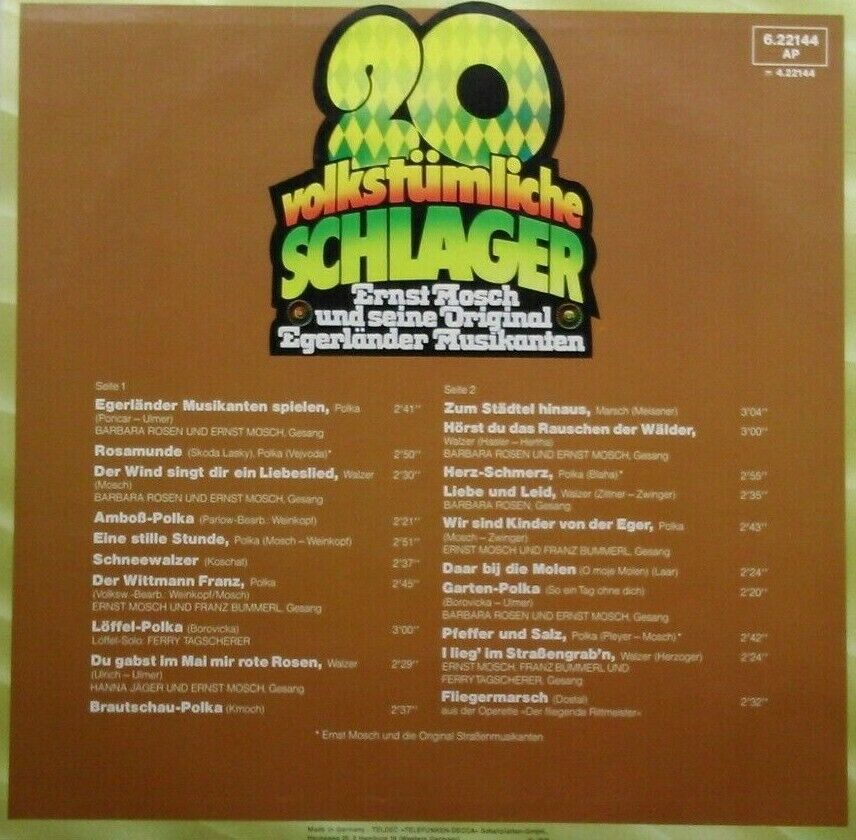 6.22144
AP
= 4.22144
20
volkstümliche
SCHLAGER
Ernst Mosch
und seine Original
Egerländer Musikanten
Seite 1
Egerländer Musikanten spielen, Polka 2'41''
(Poncar – Ulmer)
BARBARA ROSEN UND ERNST MOSCH, Gesang
Rosamunde (Skoda Lasky), Polka (Vejvoda)* 2'50''
Der Wind singt dir ein Liebeslied, Walzer 2'30''
(Mosch)
BARBARA ROSEN UND ERNST MOSCH, Gesang
Amboß-Polka (Parlow-Bearb.: Weinkopf) 2'21''
Eine stille Stunde, Polka (Mosch – Weinkopf) 2'51''
Schneewalzer (Koschat) 2'37''
Der Wittmann Franz, Polka 2'45''
(Volksw.-Bearb. Weinkopf/Mosch)
ERNST MOSCH UND FRANZ BUMMERL, Gesang
Löffel-Polka (Borovicka) 3'00''
Löffel-Solo: FERRY TAGSCHERER
Du gabst im Mai mir rote Rosen, Walzer 2'29''
(Ulrich – Ulmer)
HANNA JÄGER UND ERNST MOSCH, Gesang
Brautschau-Polka (Kmoch) 2'37''
Seite 2
Zum Städtel hinaus, Marsch (Meissner) 3'04''
Hörst du das Rauschen der Wälder, 3'00''
Walzer (Hasler – Hertha)
BARBARA ROSEN UND ERNST MOSCH, Gesang
Herz-Schmerz, Polka (Blaha)* 2'55''
Liebe und Leid, Walzer (Zillner – Zwinger) 2'35''
BARBARA ROSEN, Gesang
Wir sind Kinder von der Eger, Polka 2'43''
(Mosch – Zwinger)
ERNST MOSCH UND FRANZ BUMMERL, Gesang
Daar bij die Molen (O moje Molen) (Laar) 2'24''
Garten-Polka (So ein Tag ohne dich) 2'20''
(Borovicka – Ulmer)
BARBARA ROSEN UND ERNST MOSCH, Gesang
Pfeffer und Salz, Polka (Pleyer – Mosch)* 2'42''
I lieg' im Straßengrab'n, Walzer (Herzoger) 2'24''
ERNST MOSCH, FRANZ BUMMERL UND
FERRY TAGSCHERER, Gesang
Fliegermarsch (Dostal) 2'32''
aus der Operette «Der fliegende Rittmeister»
* Ernst Mosch und die Original Straßenmusikanten
Made in Germany TELDEC «TELEFUNKEN-DECCA» Schallplatten-GmbH,